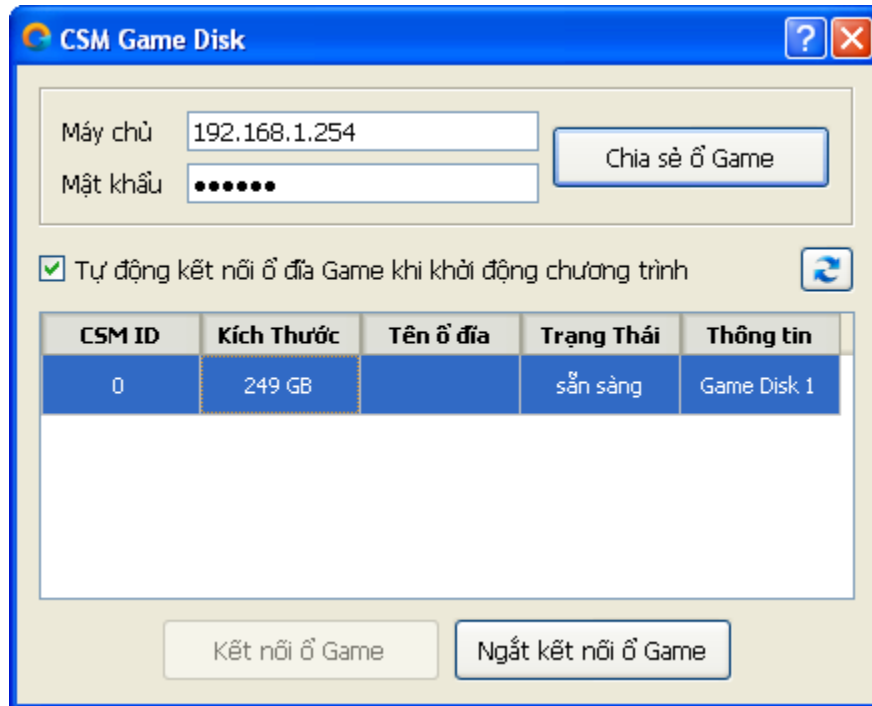 CSM Game Disk
Máy chủ 192.168.1.254
Chia sẻ ổ Game
Mật khẩu ••••••
Tự động kết nối ổ đĩa Game khi khởi động chương trình
CSM ID Kích Thước Tên ổ đĩa Trạng Thái Thông tin
0 249 GB sẵn sàng Game Disk 1
Kết nối ổ Game Ngắt kết nối ổ Game